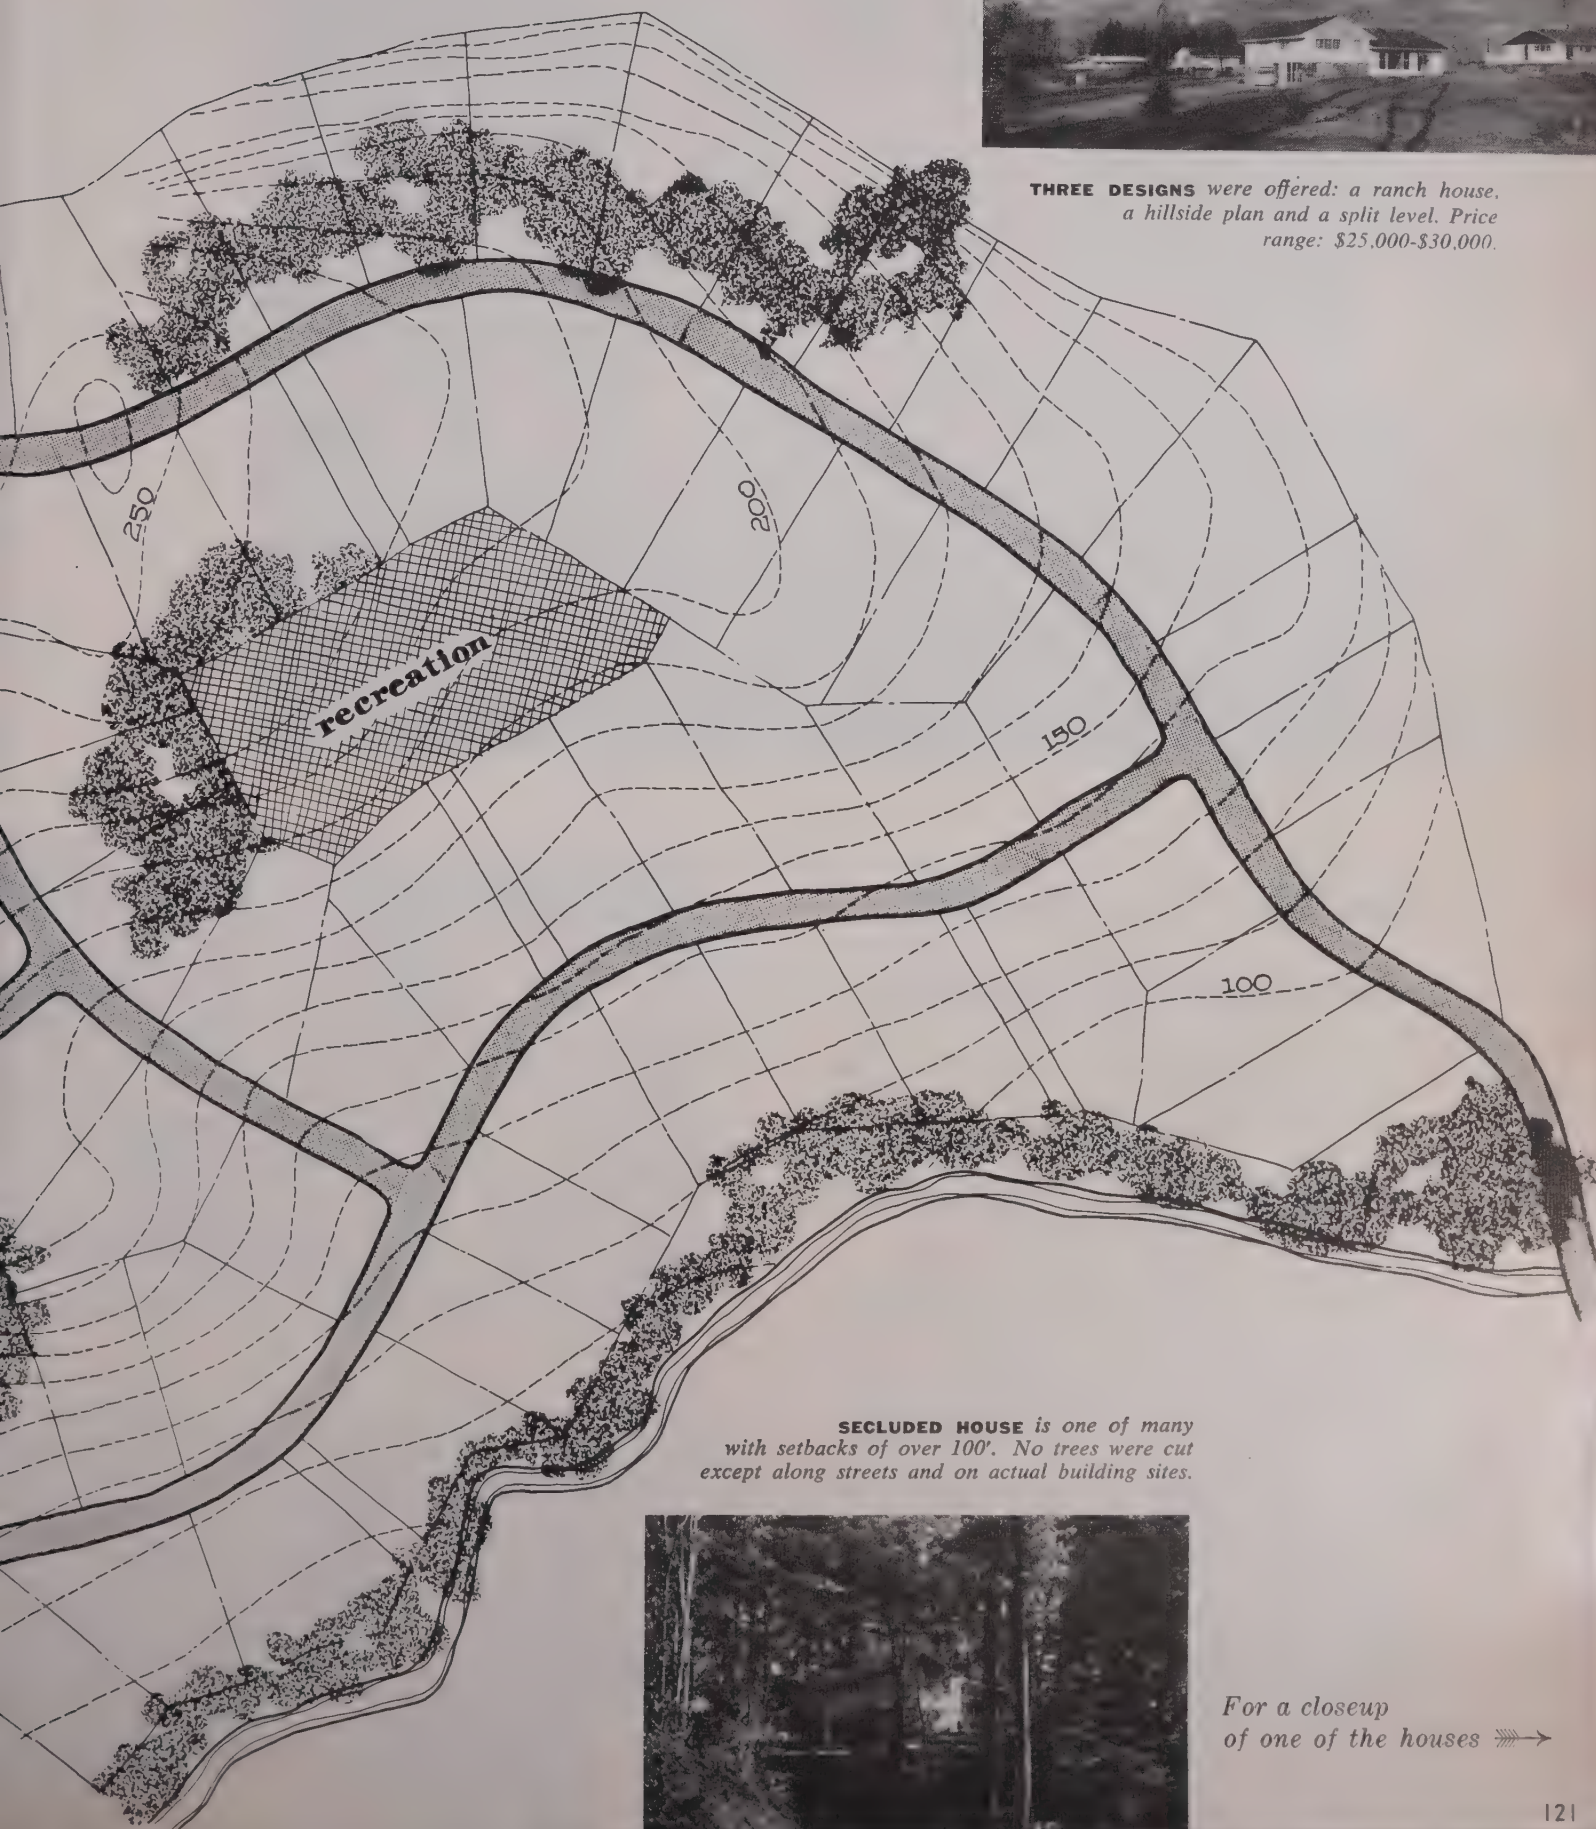 THREE DESIGNS were offered: a ranch house,
a hillside plan and a split level. Price
range: $25,000-$30,000.
250
200
recreation
150
100
SECLUDED HOUSE is one of many
with setbacks of over 100'. No trees were cut
except along streets and on actual building sites.
For a closeup
of one of the houses
121